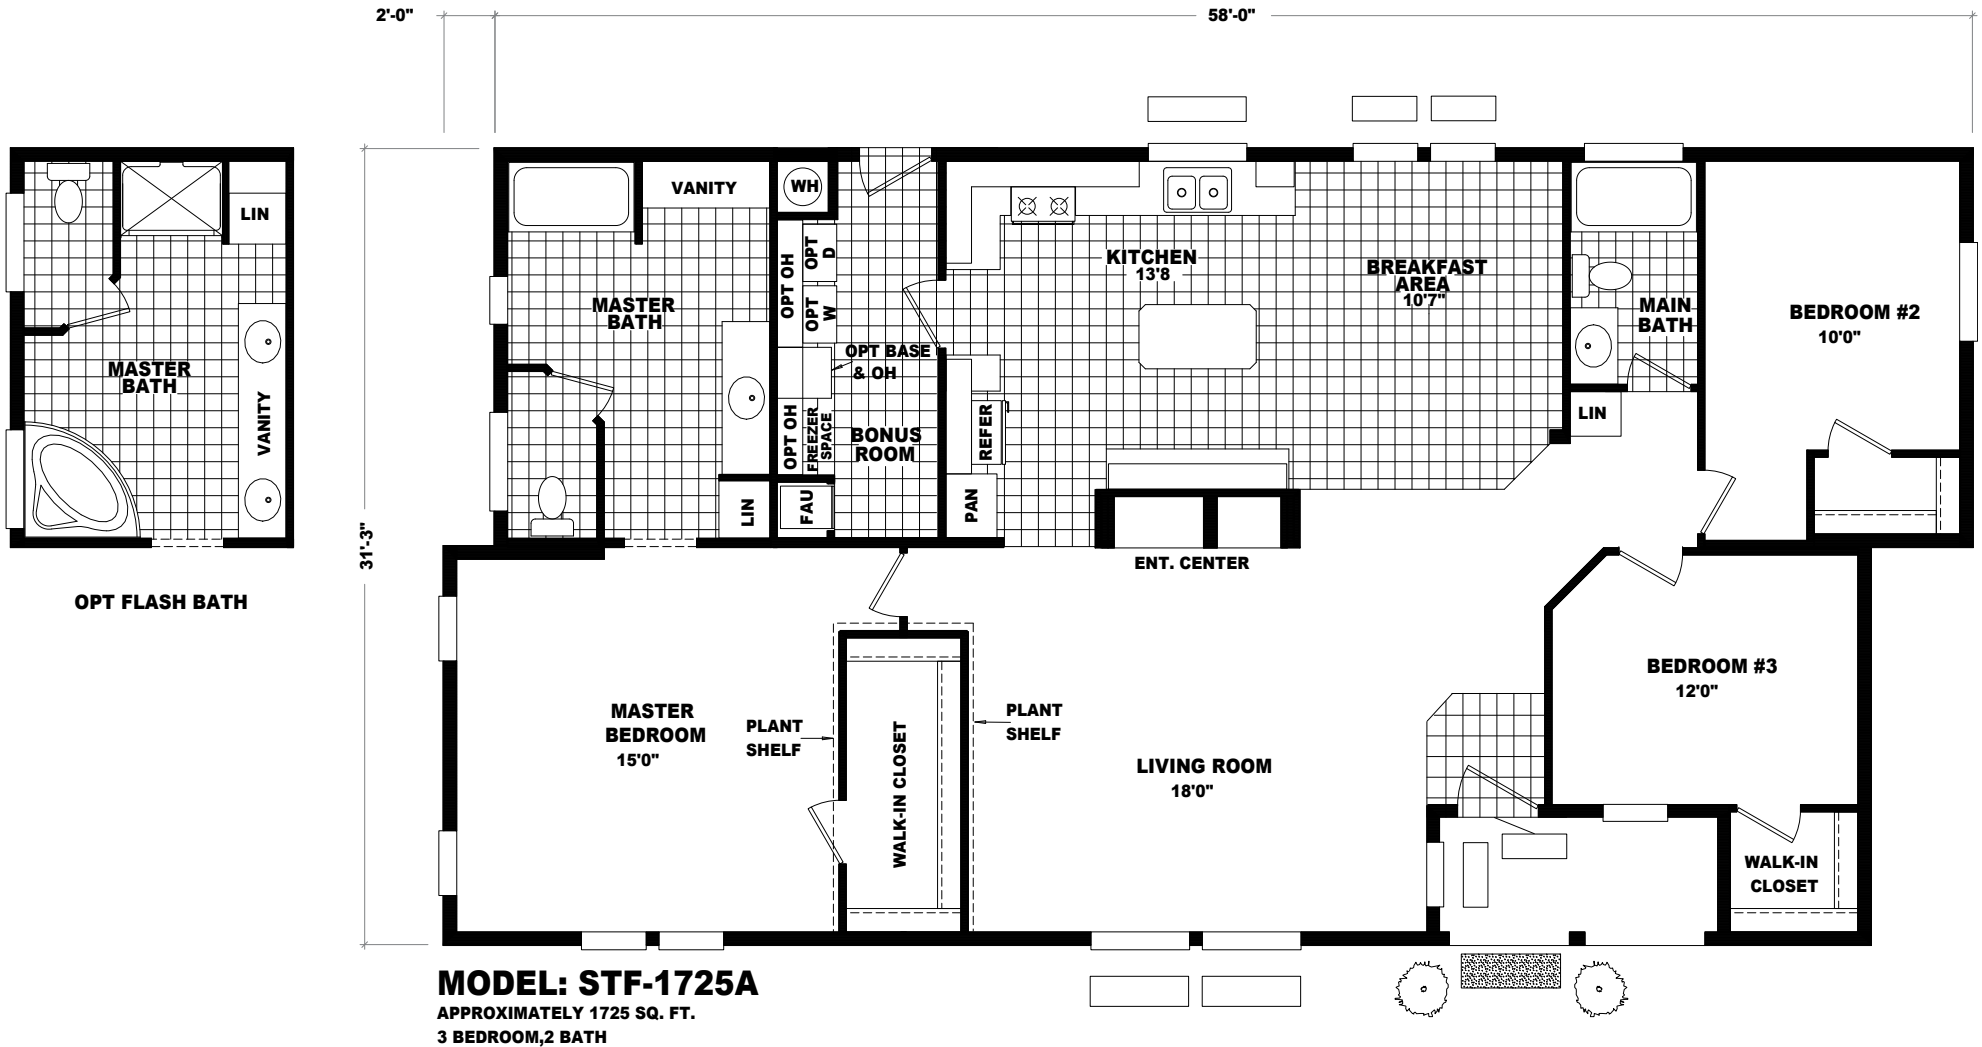 2'-0"
58'-0"
LIN
MASTER
BATH
VANITY
OPT FLASH BATH
31'-3"
VANITY
MASTER
BATH
LIN
WH
OPT OH
OPT
D
OPT
W
OPT BASE
& OH
OPT OH
FREEZER
SPACE
BONUS
ROOM
FAU
REFER
PAN
KITCHEN
13'8
BREAKFAST
AREA
10'7"
MAIN
BATH
LIN
BEDROOM #2
10'0"
ENT. CENTER
MASTER
BEDROOM
15'0"
PLANT
SHELF
WALK-IN CLOSET
PLANT
SHELF
LIVING ROOM
18'0"
BEDROOM #3
12'0"
WALK-IN
CLOSET
MODEL: STF-1725A
APPROXIMATELY 1725 SQ. FT.
3 BEDROOM,2 BATH